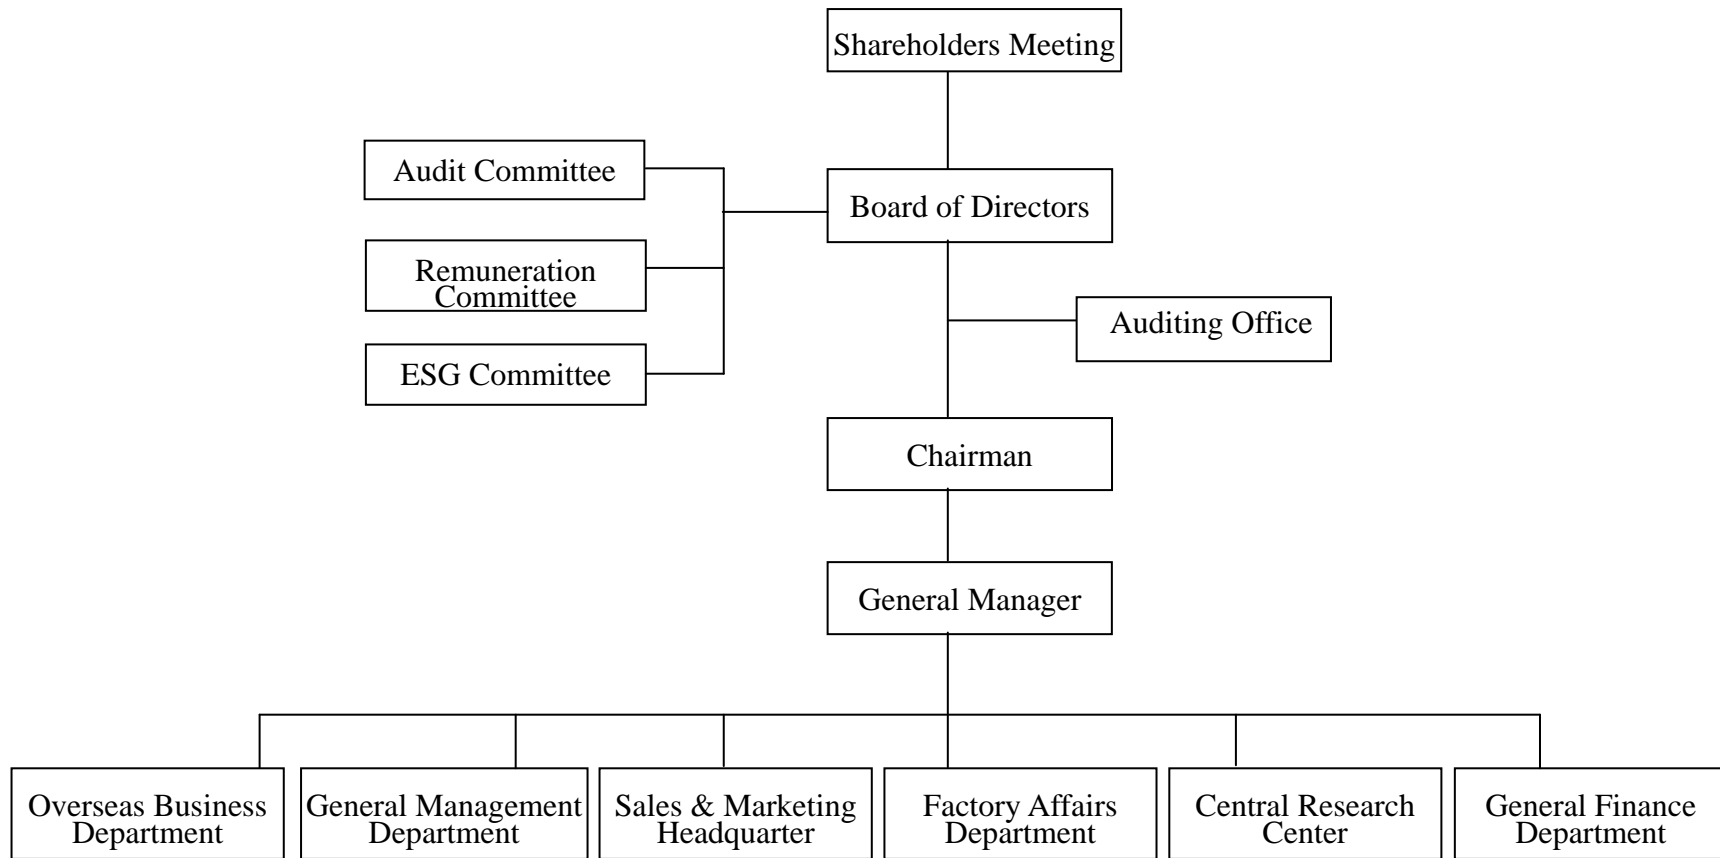 Shareholders Meeting
Audit Committee
Board of Directors
Remuneration
Committee
Auditing Office
ESG Committee
Chairman
General Manager
Overseas Business
Department
General Management
Department
Sales & Marketing
Headquarter
Factory Affairs
Department
Central Research
Center
General Finance
Department